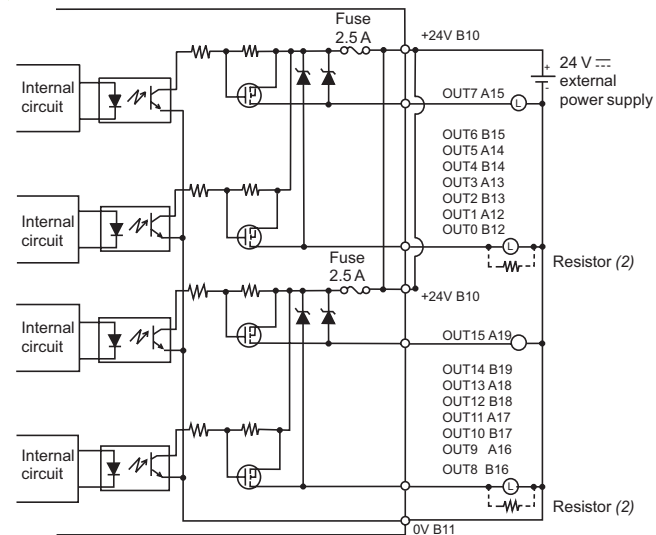 Fuse
2.5 A
+24V B10
24 V ⎓
external
power supply
+
-
Internal
circuit
OUT7 A15
L
OUT6 B15
OUT5 A14
OUT4 B14
OUT3 A13
OUT2 B13
OUT1 A12
OUT0 B12
Internal
circuit
L
Resistor (2)
Fuse
2.5 A
+24V B10
Internal
circuit
OUT15 A19
OUT14 B19
OUT13 A18
OUT12 B18
OUT11 A17
OUT10 B17
OUT9 A16
OUT8 B16
Internal
circuit
L
Resistor (2)
0V B11